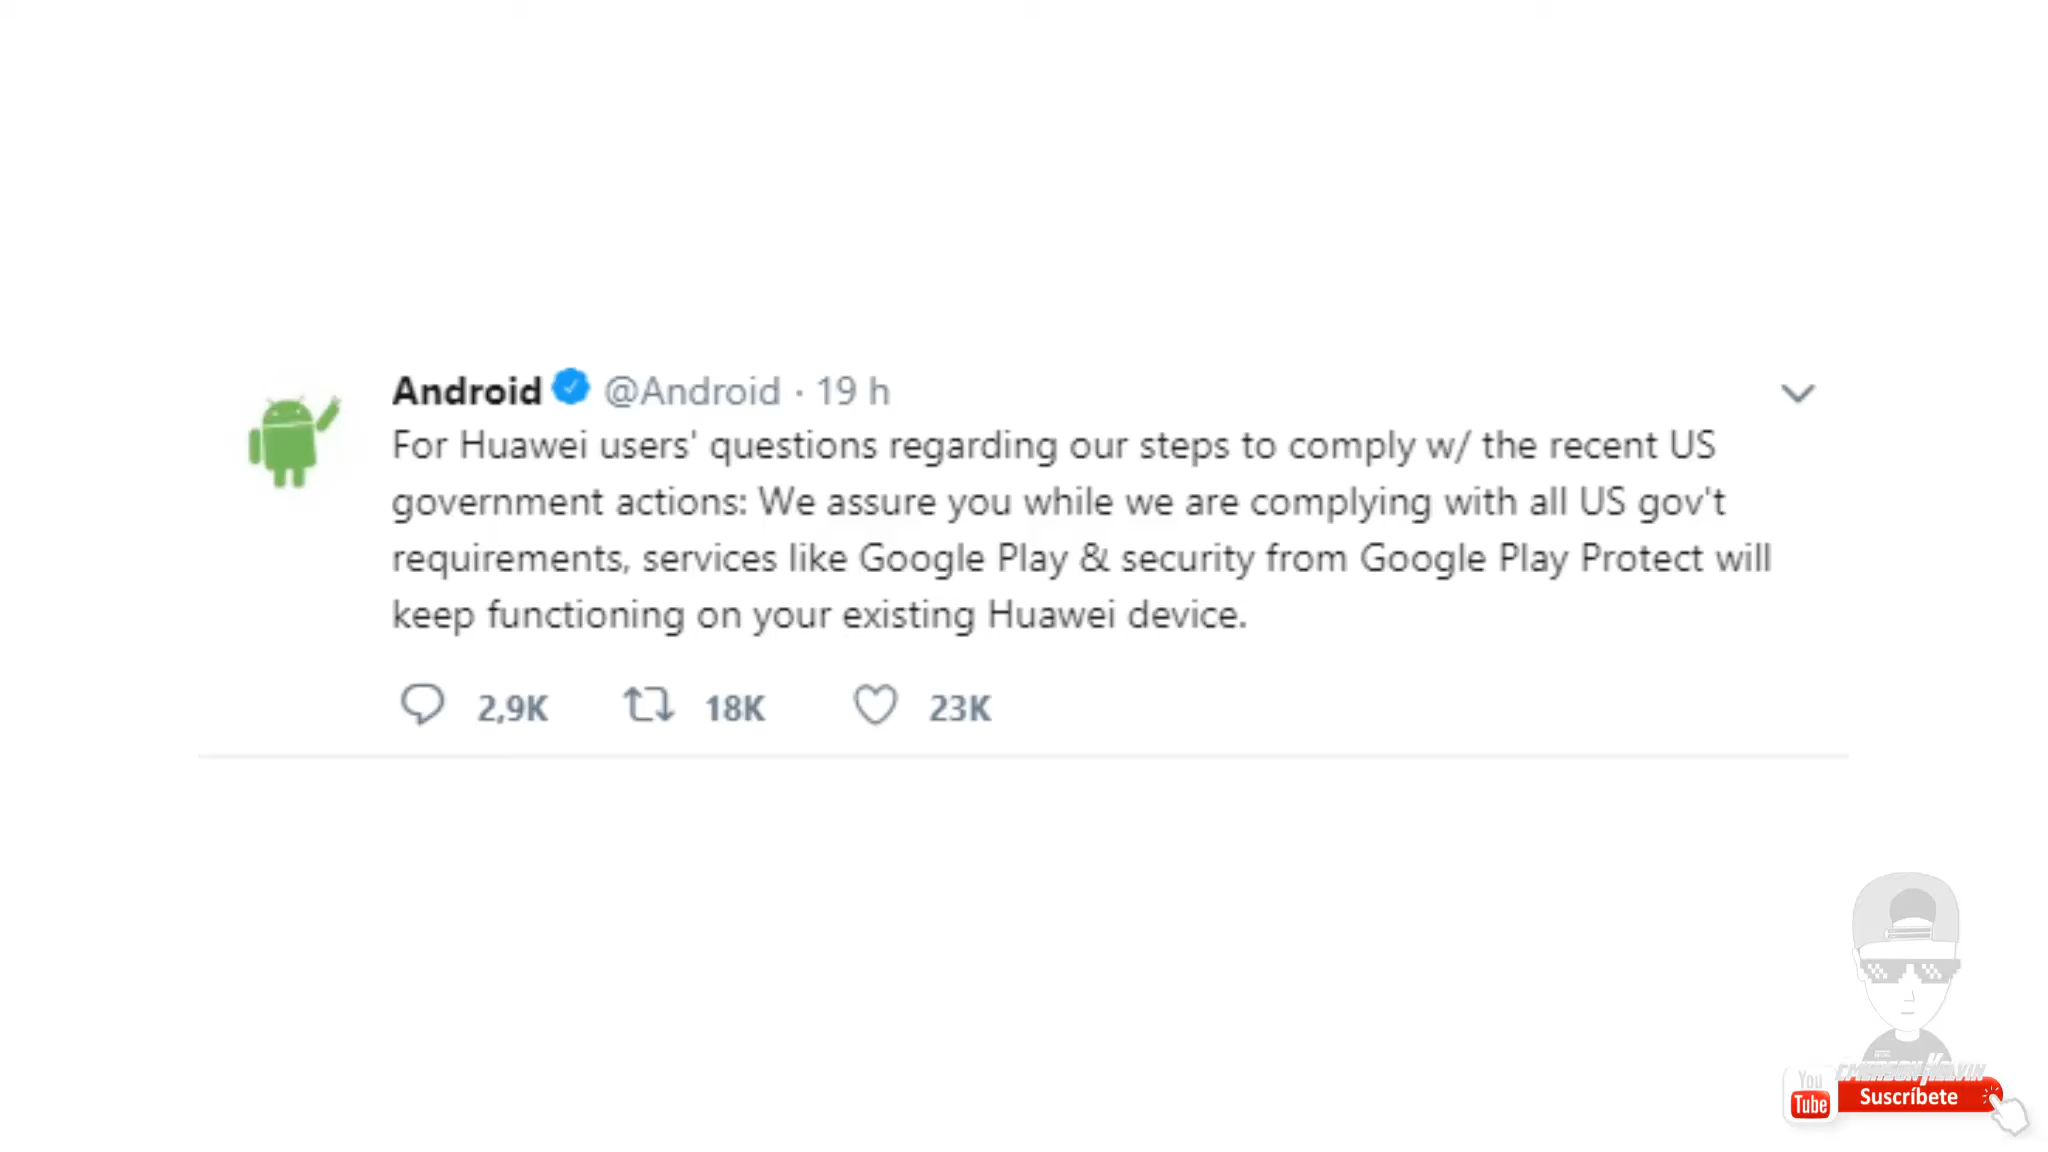 Android @Android · 19 h
For Huawei users' questions regarding our steps to comply w/ the recent US
government actions: We assure you while we are complying with all US gov't
requirements, services like Google Play & security from Google Play Protect will
keep functioning on your existing Huawei device.
2,9K 18K 23K
EMERSON KELVIN
You
Tube
Suscríbete